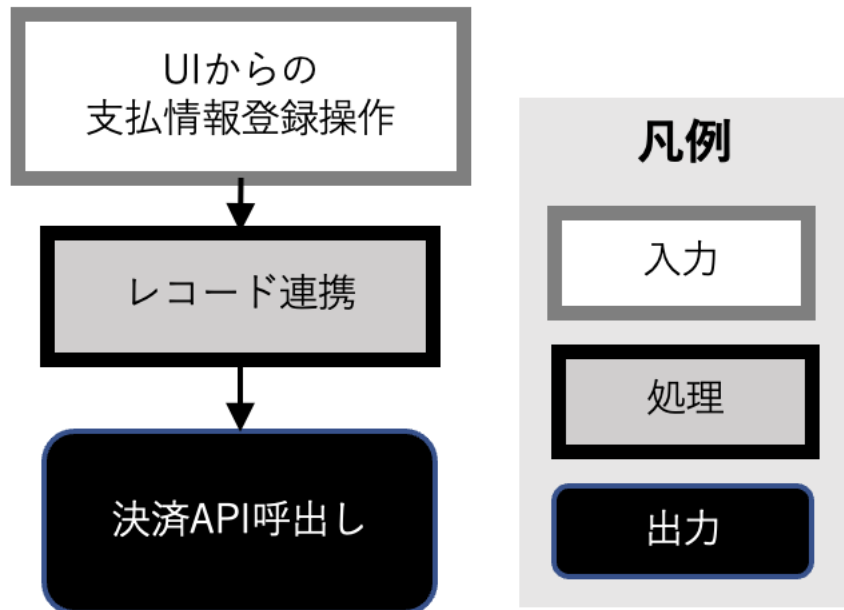 UIからの
支払情報登録操作
レコード連携
決済API呼出し
凡例
入力
処理
出力